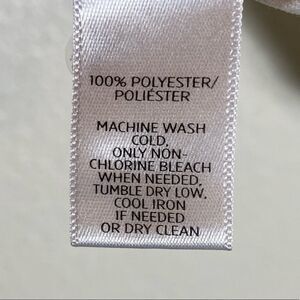 100% POLYESTER/
POLIÉSTER
MACHINE WASH
COLD,
ONLY NON-
CHLORINE BLEACH
WHEN NEEDED,
TUMBLE DRY LOW,
COOL IRON
IF NEEDED
OR DRY CLEAN